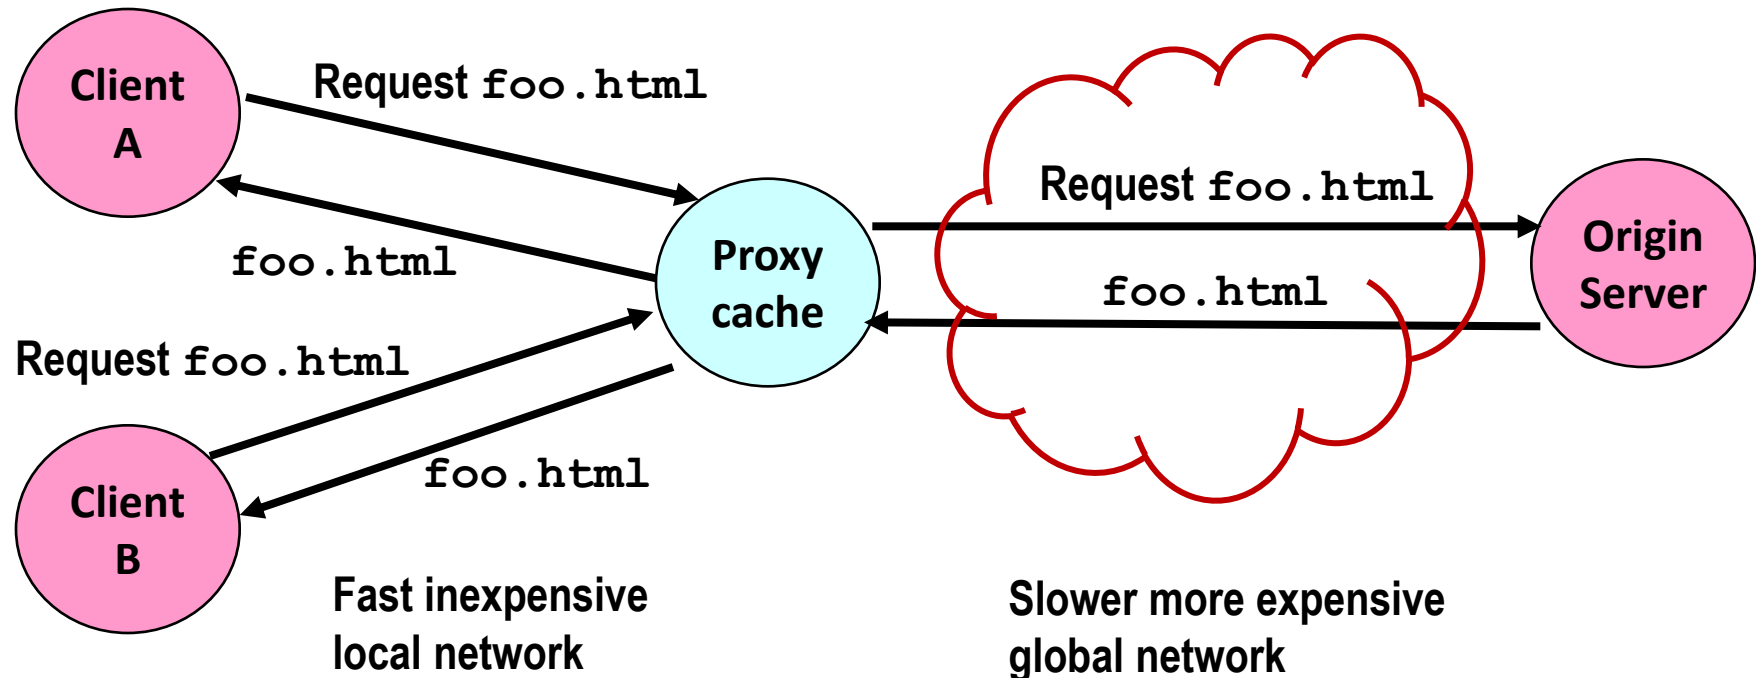 Client
A
Request foo.html
foo.html
Request foo.html
foo.html
Client
B
Proxy
cache
Request foo.html
foo.html
Origin
Server
Fast inexpensive
local network
Slower more expensive
global network